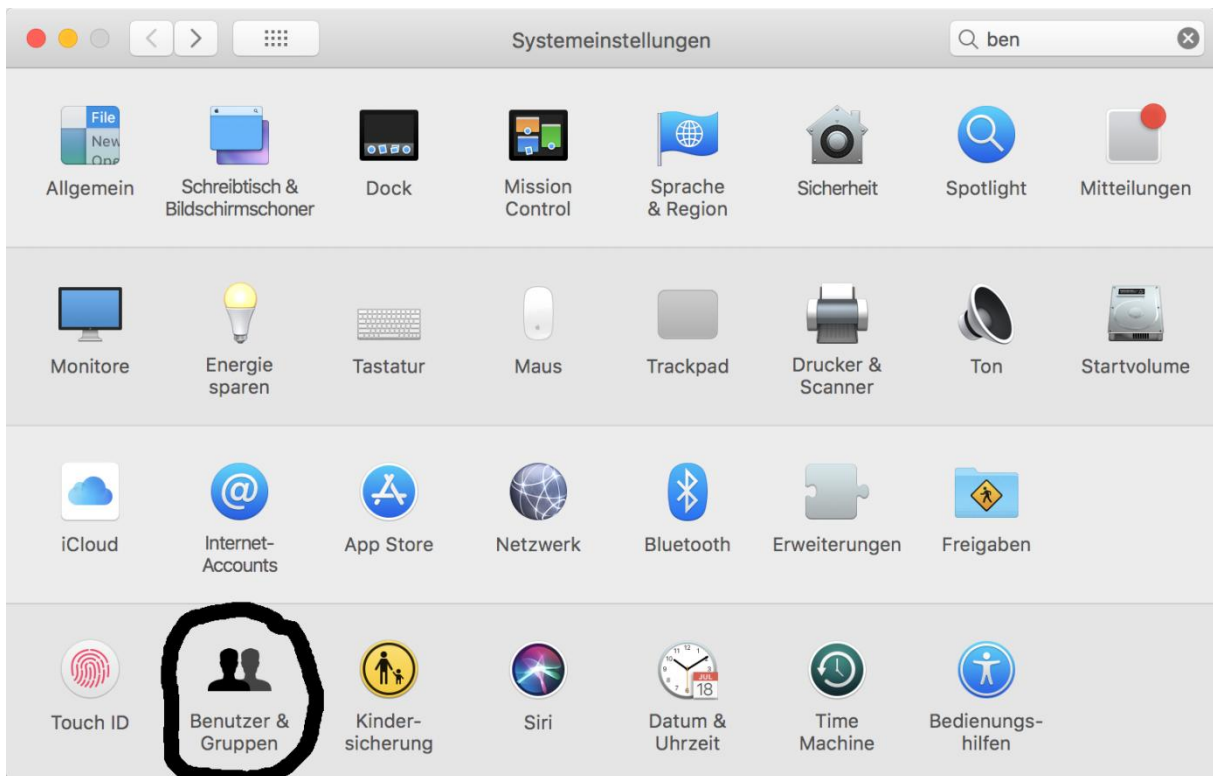 Systemeinstellungen
ben
File
New
One
Allgemein
Schreibtisch &
Bildschirmschoner
Dock
Mission
Control
Sprache
& Region
Sicherheit
Spotlight
Mitteilungen
Monitore
Energie
sparen
Tastatur
Maus
Trackpad
Drucker &
Scanner
Ton
Startvolume
iCloud
@
Internet-
Accounts
App Store
Netzwerk
Bluetooth
Erweiterungen
Freigaben
Touch ID
Benutzer &
Gruppen
Kinder-
sicherung
Siri
JUL
18
Datum &
Uhrzeit
Time
Machine
Bedienungs-
hilfen